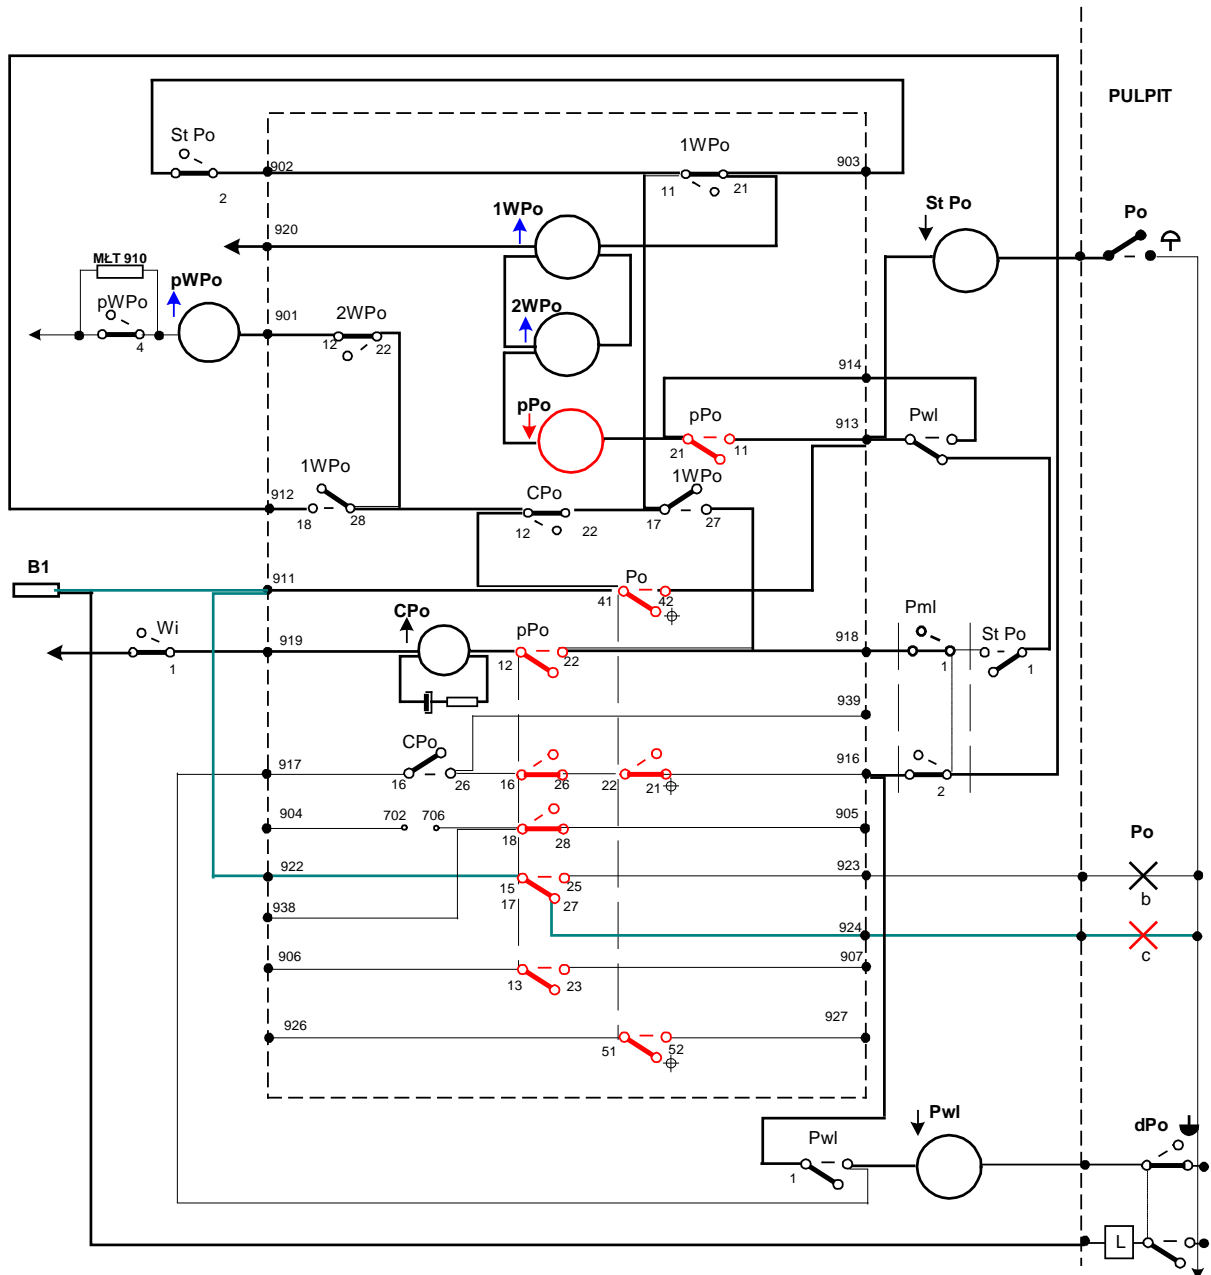 PULPIT
St Po
2
902
1WPo
11
21
903
1WPo
920
St Po
Po
MŁT 910
pWPo
pWPo
4
901
2WPo
12
22
2WPo
914
pPo
pPo
21
11
913
Pwl
1WPo
18
28
912
CPo
12
22
1WPo
17
27
B1
911
Po
41
42
Wi
1
919
CPo
pPo
12
22
918
Pml
1
St Po
1
939
CPo
917
16
26
16
26
22
21
916
2
904
702
706
18
28
905
Po
922
15
25
923
b
17
27
938
924
c
906
13
23
907
926
51
52
927
Pwl
1
Pwl
dPo
L